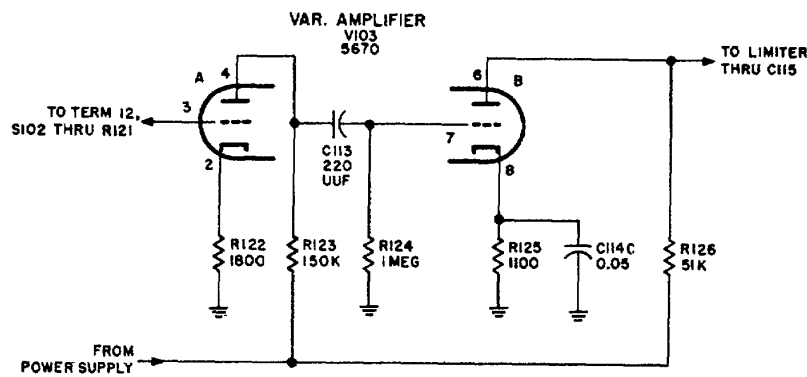 VAR. AMPLIFIER
V103
5670
A
4
3
2
TO TERM 12,
S102 THRU R121
C113
220
UUF
6
B
7
8
TO LIMITER
THRU C115
R122
1800
R123
150K
R124
1MEG
R125
1100
C114C
0.05
R126
51K
FROM
POWER SUPPLY